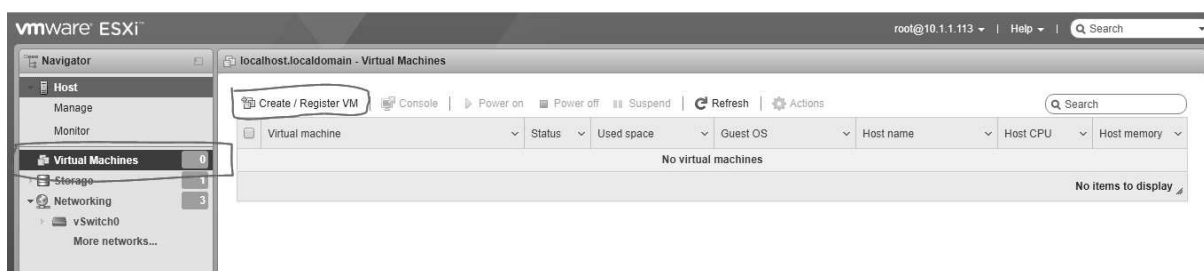 vmware ESXi™
root@10.1.1.113 | Help | Search
Navigator
localhost.localdomain - Virtual Machines
Host
Manage
Monitor
Virtual Machines 0
Storage 1
Networking 3
vSwitch0
More networks...
Create / Register VM | Console | Power on Power off Suspend | Refresh | Actions
Search
Virtual machine Status Used space Guest OS Host name Host CPU Host memory
No virtual machines
No items to display